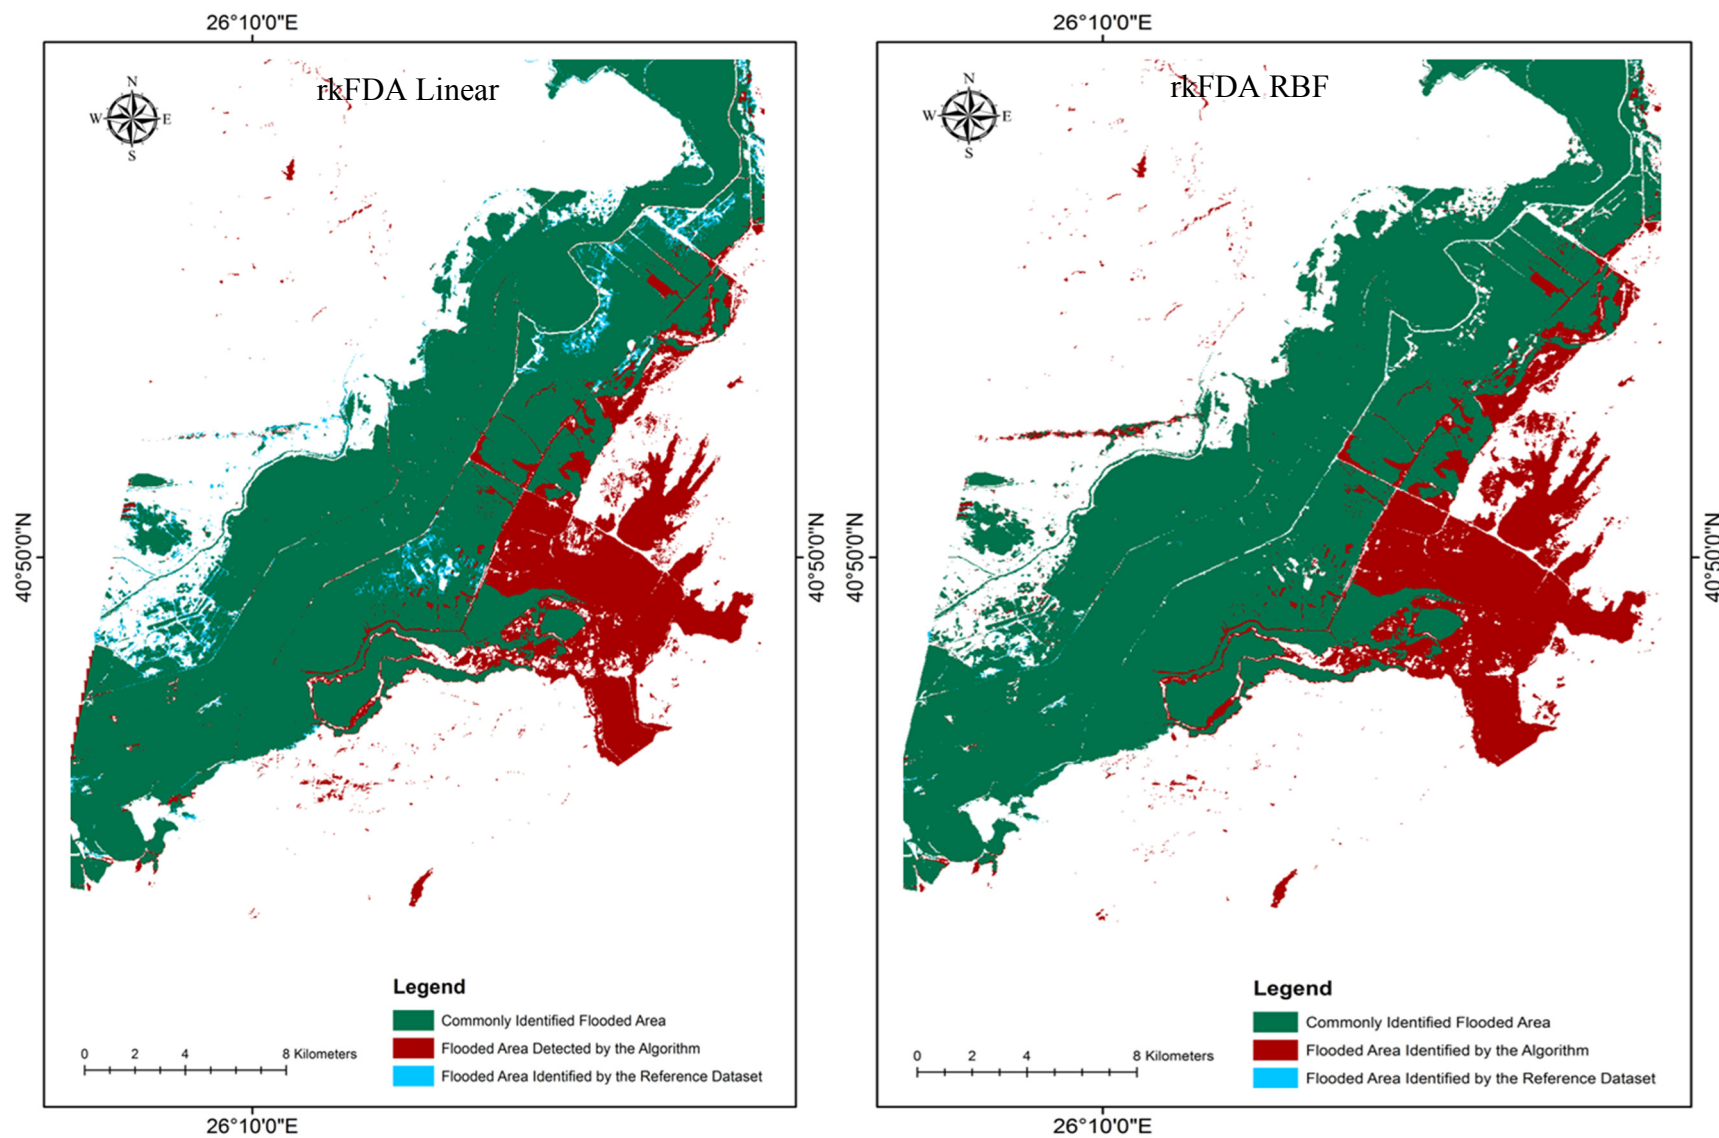 26°10'0"E
26°10'0"E
rkFDA Linear
rkFDA RBF
N
W E
S
N
W E
S
40°50'0"N
40°50'0"N
40°50'0"N
Legend
Commonly Identified Flooded Area
Flooded Area Detected by the Algorithm
Flooded Area Identified by the Reference Dataset
0 2 4 8 Kilometers
Legend
Commonly Identified Flooded Area
Flooded Area Identified by the Algorithm
Flooded Area Identified by the Reference Dataset
0 2 4 8 Kilometers
26°10'0"E
26°10'0"E